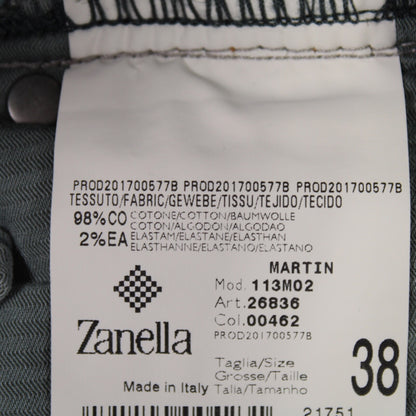 PROD201700577B PROD201700577B PROD201700577B
TESSUTO/FABRIC/GEWEBE/TISSU/TEJIDO/TECIDO
98%CO COTONE/COTTON/BAUMWOLLE
COTON/ALGODON/ALGODAO
2%EA ELASTAM/ELASTANE/ELASTHAN
ELASTHANNE/ELASTANO/ELASTANO
MARTIN
Mod. 113M02
Art. 26836
Col. 00462
PROD201700577B
Zanella
Made in Italy
Taglia/Size
Grosse/Taille
Talla/Tamanho
38
21751